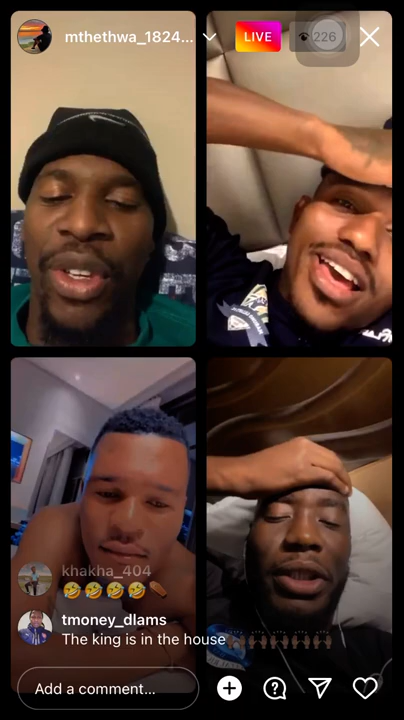 mthethwa_1824...
LIVE
226
khakha_404
🤣🤣🤣🤣⚰️
tmoney_dlams
The king is in the house🙌🏿🙌🏿🙌🏿🙌🏿🙌🏿
Add a comment...